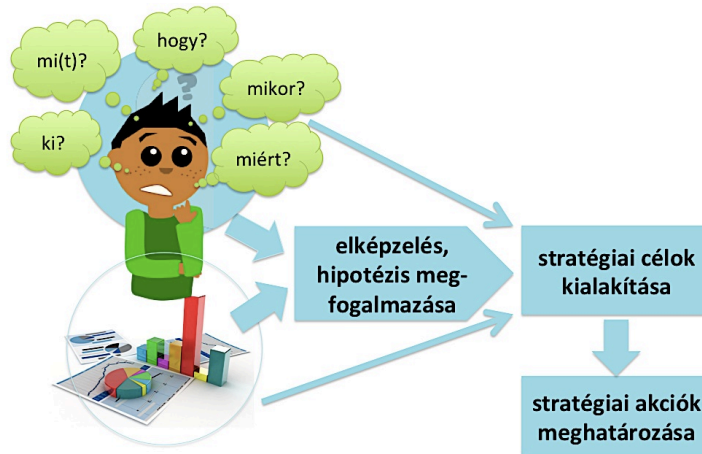 hogy?
mi(t)?
mikor?
ki?
miért?
?
elképzelés,
hipotézis meg-
fogalmazása
stratégiai célok
kialakítása
stratégiai akciók
meghatározása